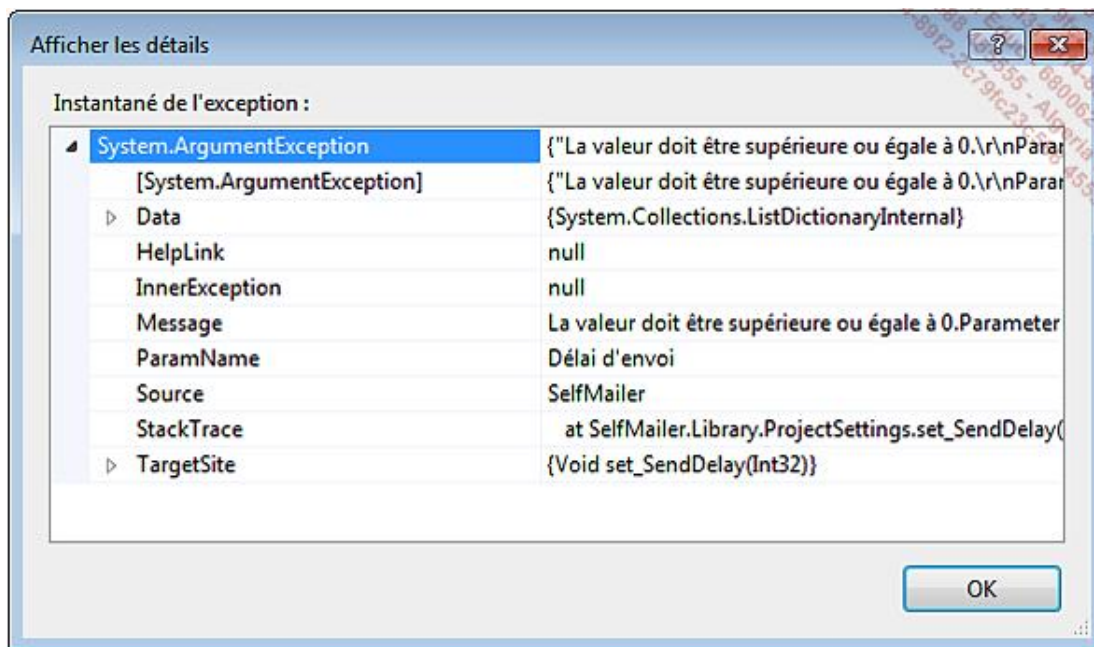 Afficher les détails
Instantané de l'exception :
System.ArgumentException {"La valeur doit être supérieure ou égale à 0.\r\nParar
[System.ArgumentException] {"La valeur doit être supérieure ou égale à 0.\r\nParar
Data {System.Collections.ListDictionaryInternal}
HelpLink null
InnerException null
Message La valeur doit être supérieure ou égale à 0.Parameter
ParamName Délai d'envoi
Source SelfMailer
StackTrace at SelfMailer.Library.ProjectSettings.set_SendDelay(
TargetSite {Void set_SendDelay(Int32)}
OK